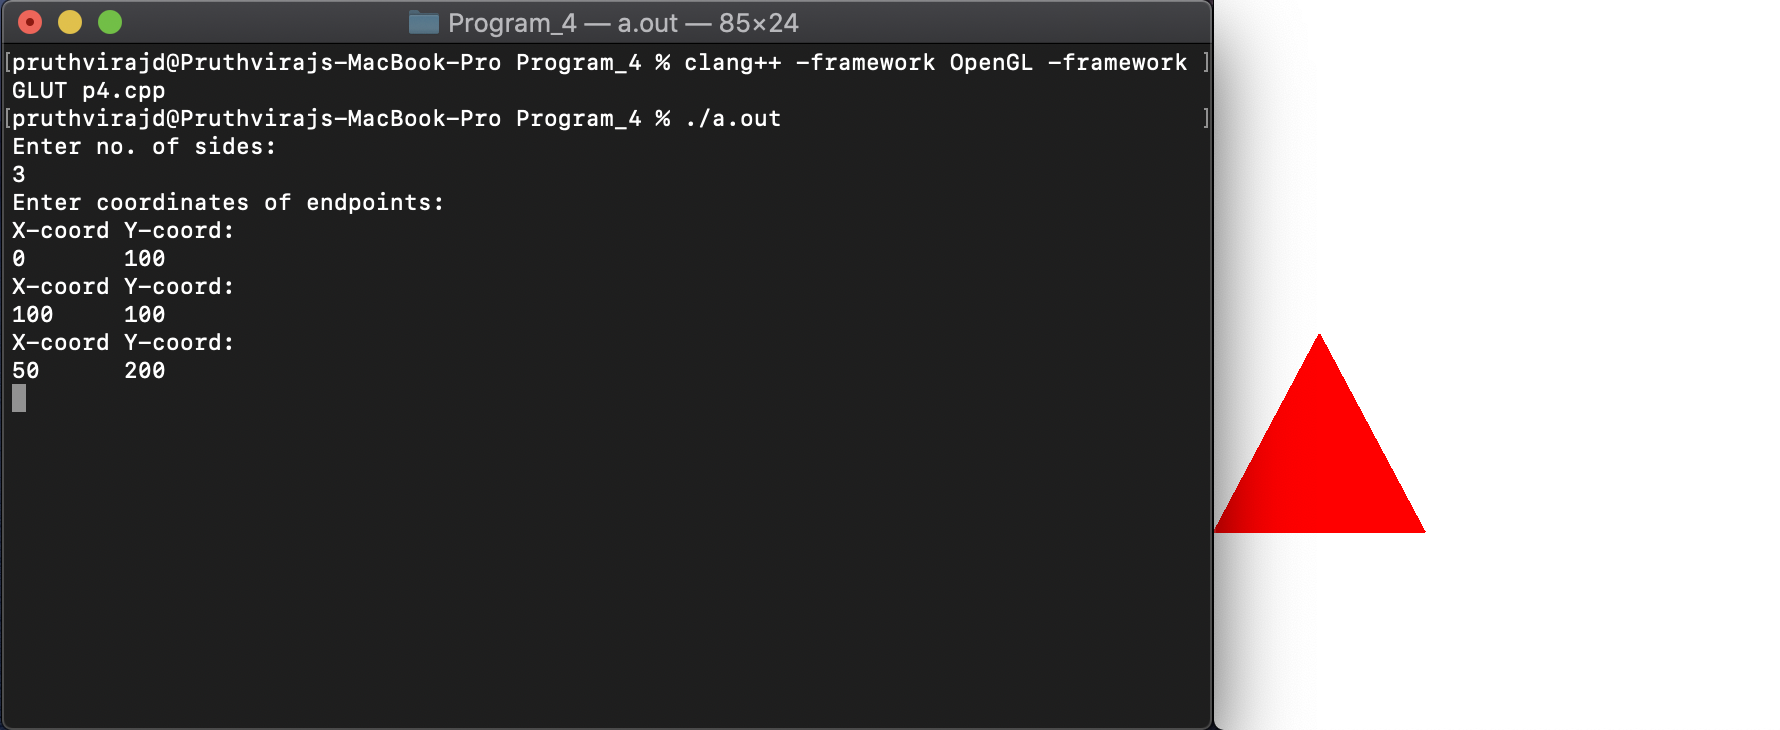 Program_4 — a.out — 85×24
[pruthvirajd@Pruthvirajs-MacBook-Pro Program_4 % clang++ -framework OpenGL -framework ]
GLUT p4.cpp
[pruthvirajd@Pruthvirajs-MacBook-Pro Program_4 % ./a.out ]
Enter no. of sides:
3
Enter coordinates of endpoints:
X-coord Y-coord:
0       100
X-coord Y-coord:
100     100
X-coord Y-coord:
50      200